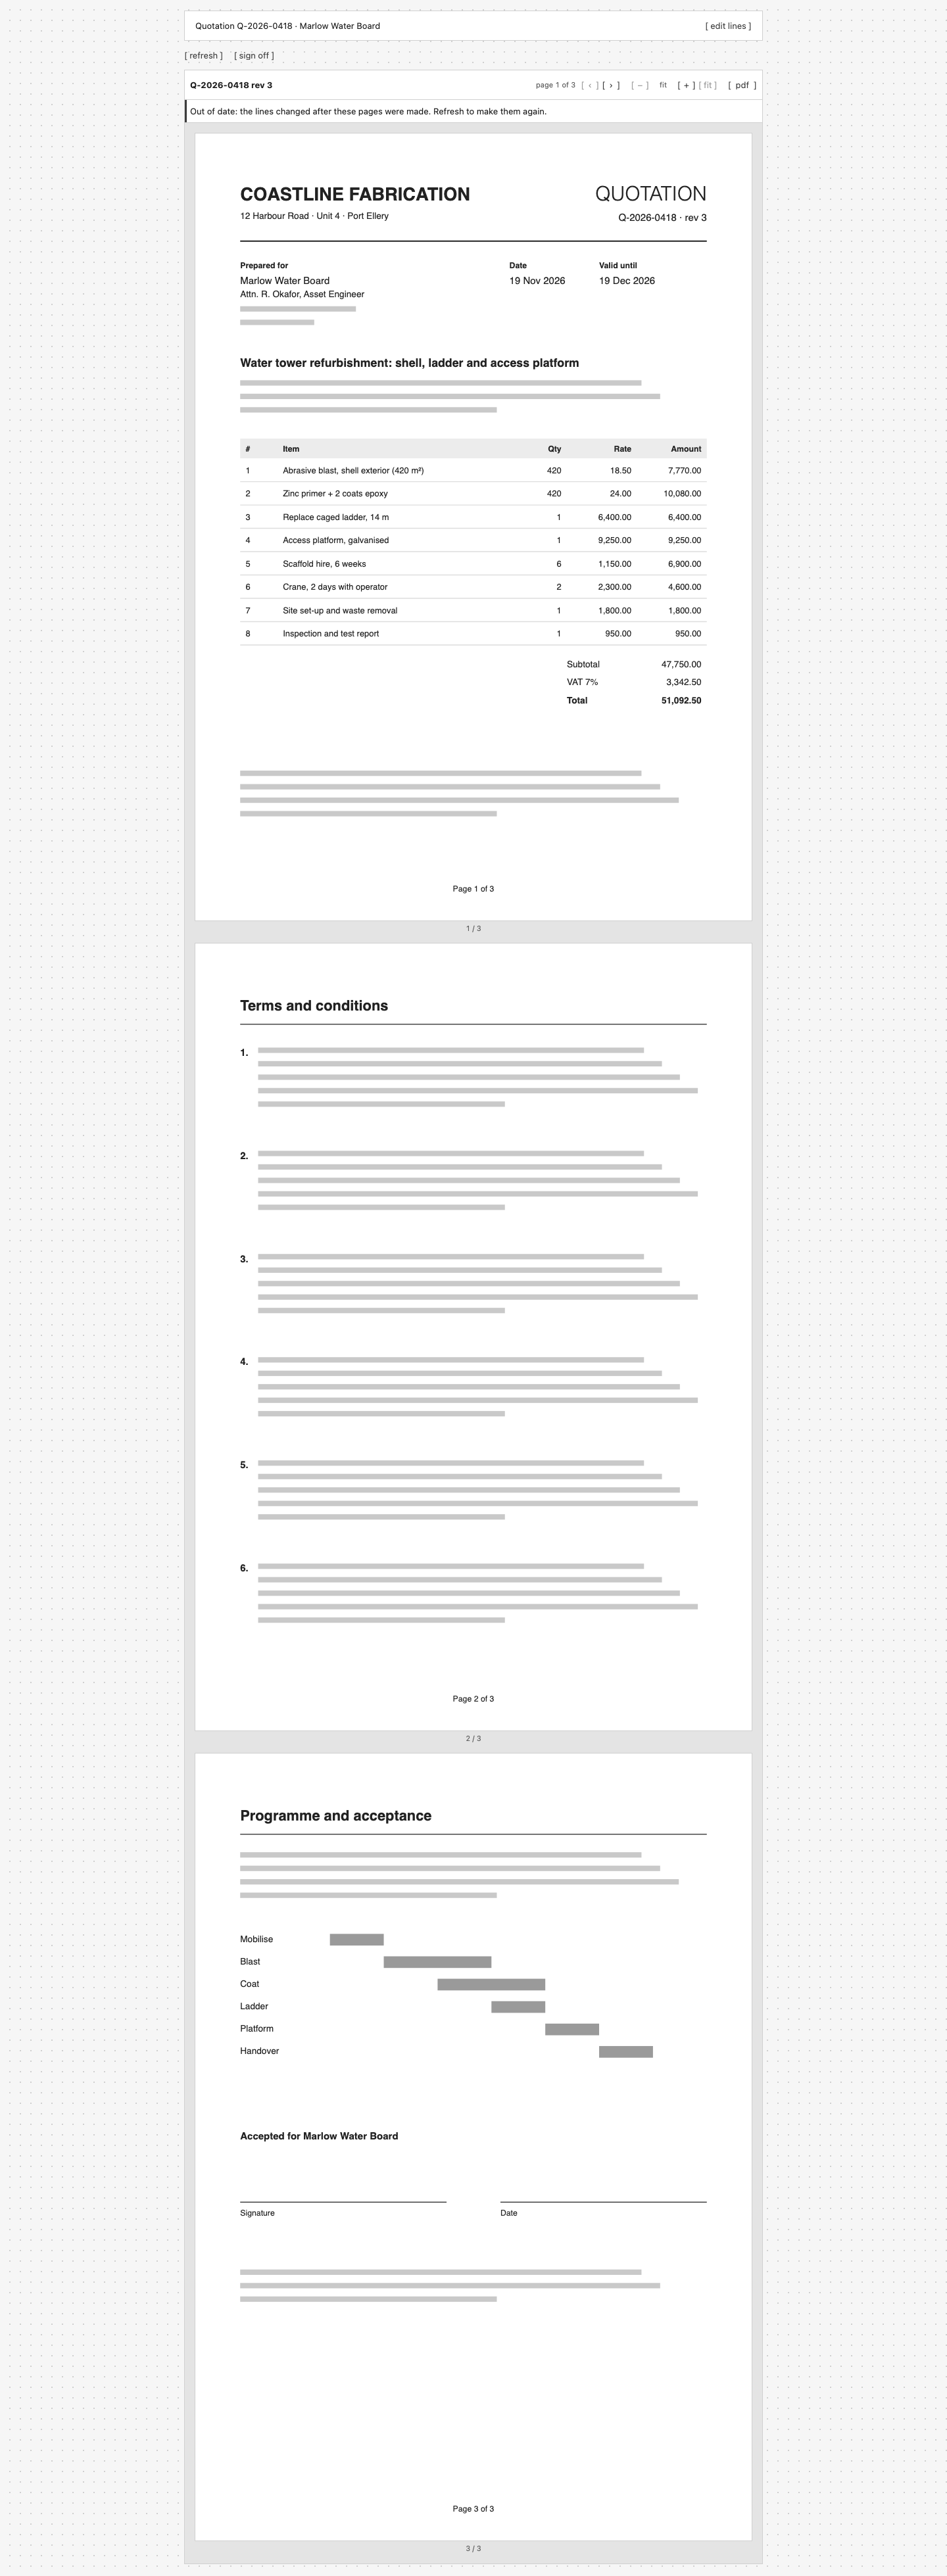 Quotation Q-2026-0418 · Marlow Water Board [ edit lines ]
[ refresh ] [ sign off ]
Q-2026-0418 rev 3 page 1 of 3 [ ‹ ] [ › ] [ − ] fit [ + ] [ fit ] [ pdf ]
Out of date: the lines changed after these pages were made. Refresh to make them again.
COASTLINE FABRICATION QUOTATION
12 Harbour Road · Unit 4 · Port Ellery Q-2026-0418 · rev 3
Prepared for Date Valid until
Marlow Water Board 19 Nov 2026 19 Dec 2026
Attn. R. Okafor, Asset Engineer
Water tower refurbishment: shell, ladder and access platform
# Item Qty Rate Amount
1 Abrasive blast, shell exterior (420 m²) 420 18.50 7,770.00
2 Zinc primer + 2 coats epoxy 420 24.00 10,080.00
3 Replace caged ladder, 14 m 1 6,400.00 6,400.00
4 Access platform, galvanised 1 9,250.00 9,250.00
5 Scaffold hire, 6 weeks 6 1,150.00 6,900.00
6 Crane, 2 days with operator 2 2,300.00 4,600.00
7 Site set-up and waste removal 1 1,800.00 1,800.00
8 Inspection and test report 1 950.00 950.00
Subtotal 47,750.00
VAT 7% 3,342.50
Total 51,092.50
Page 1 of 3
1 / 3
Terms and conditions
1.
2.
3.
4.
5.
6.
Page 2 of 3
2 / 3
Programme and acceptance
Mobilise
Blast
Coat
Ladder
Platform
Handover
Accepted for Marlow Water Board
Signature Date
Page 3 of 3
3 / 3